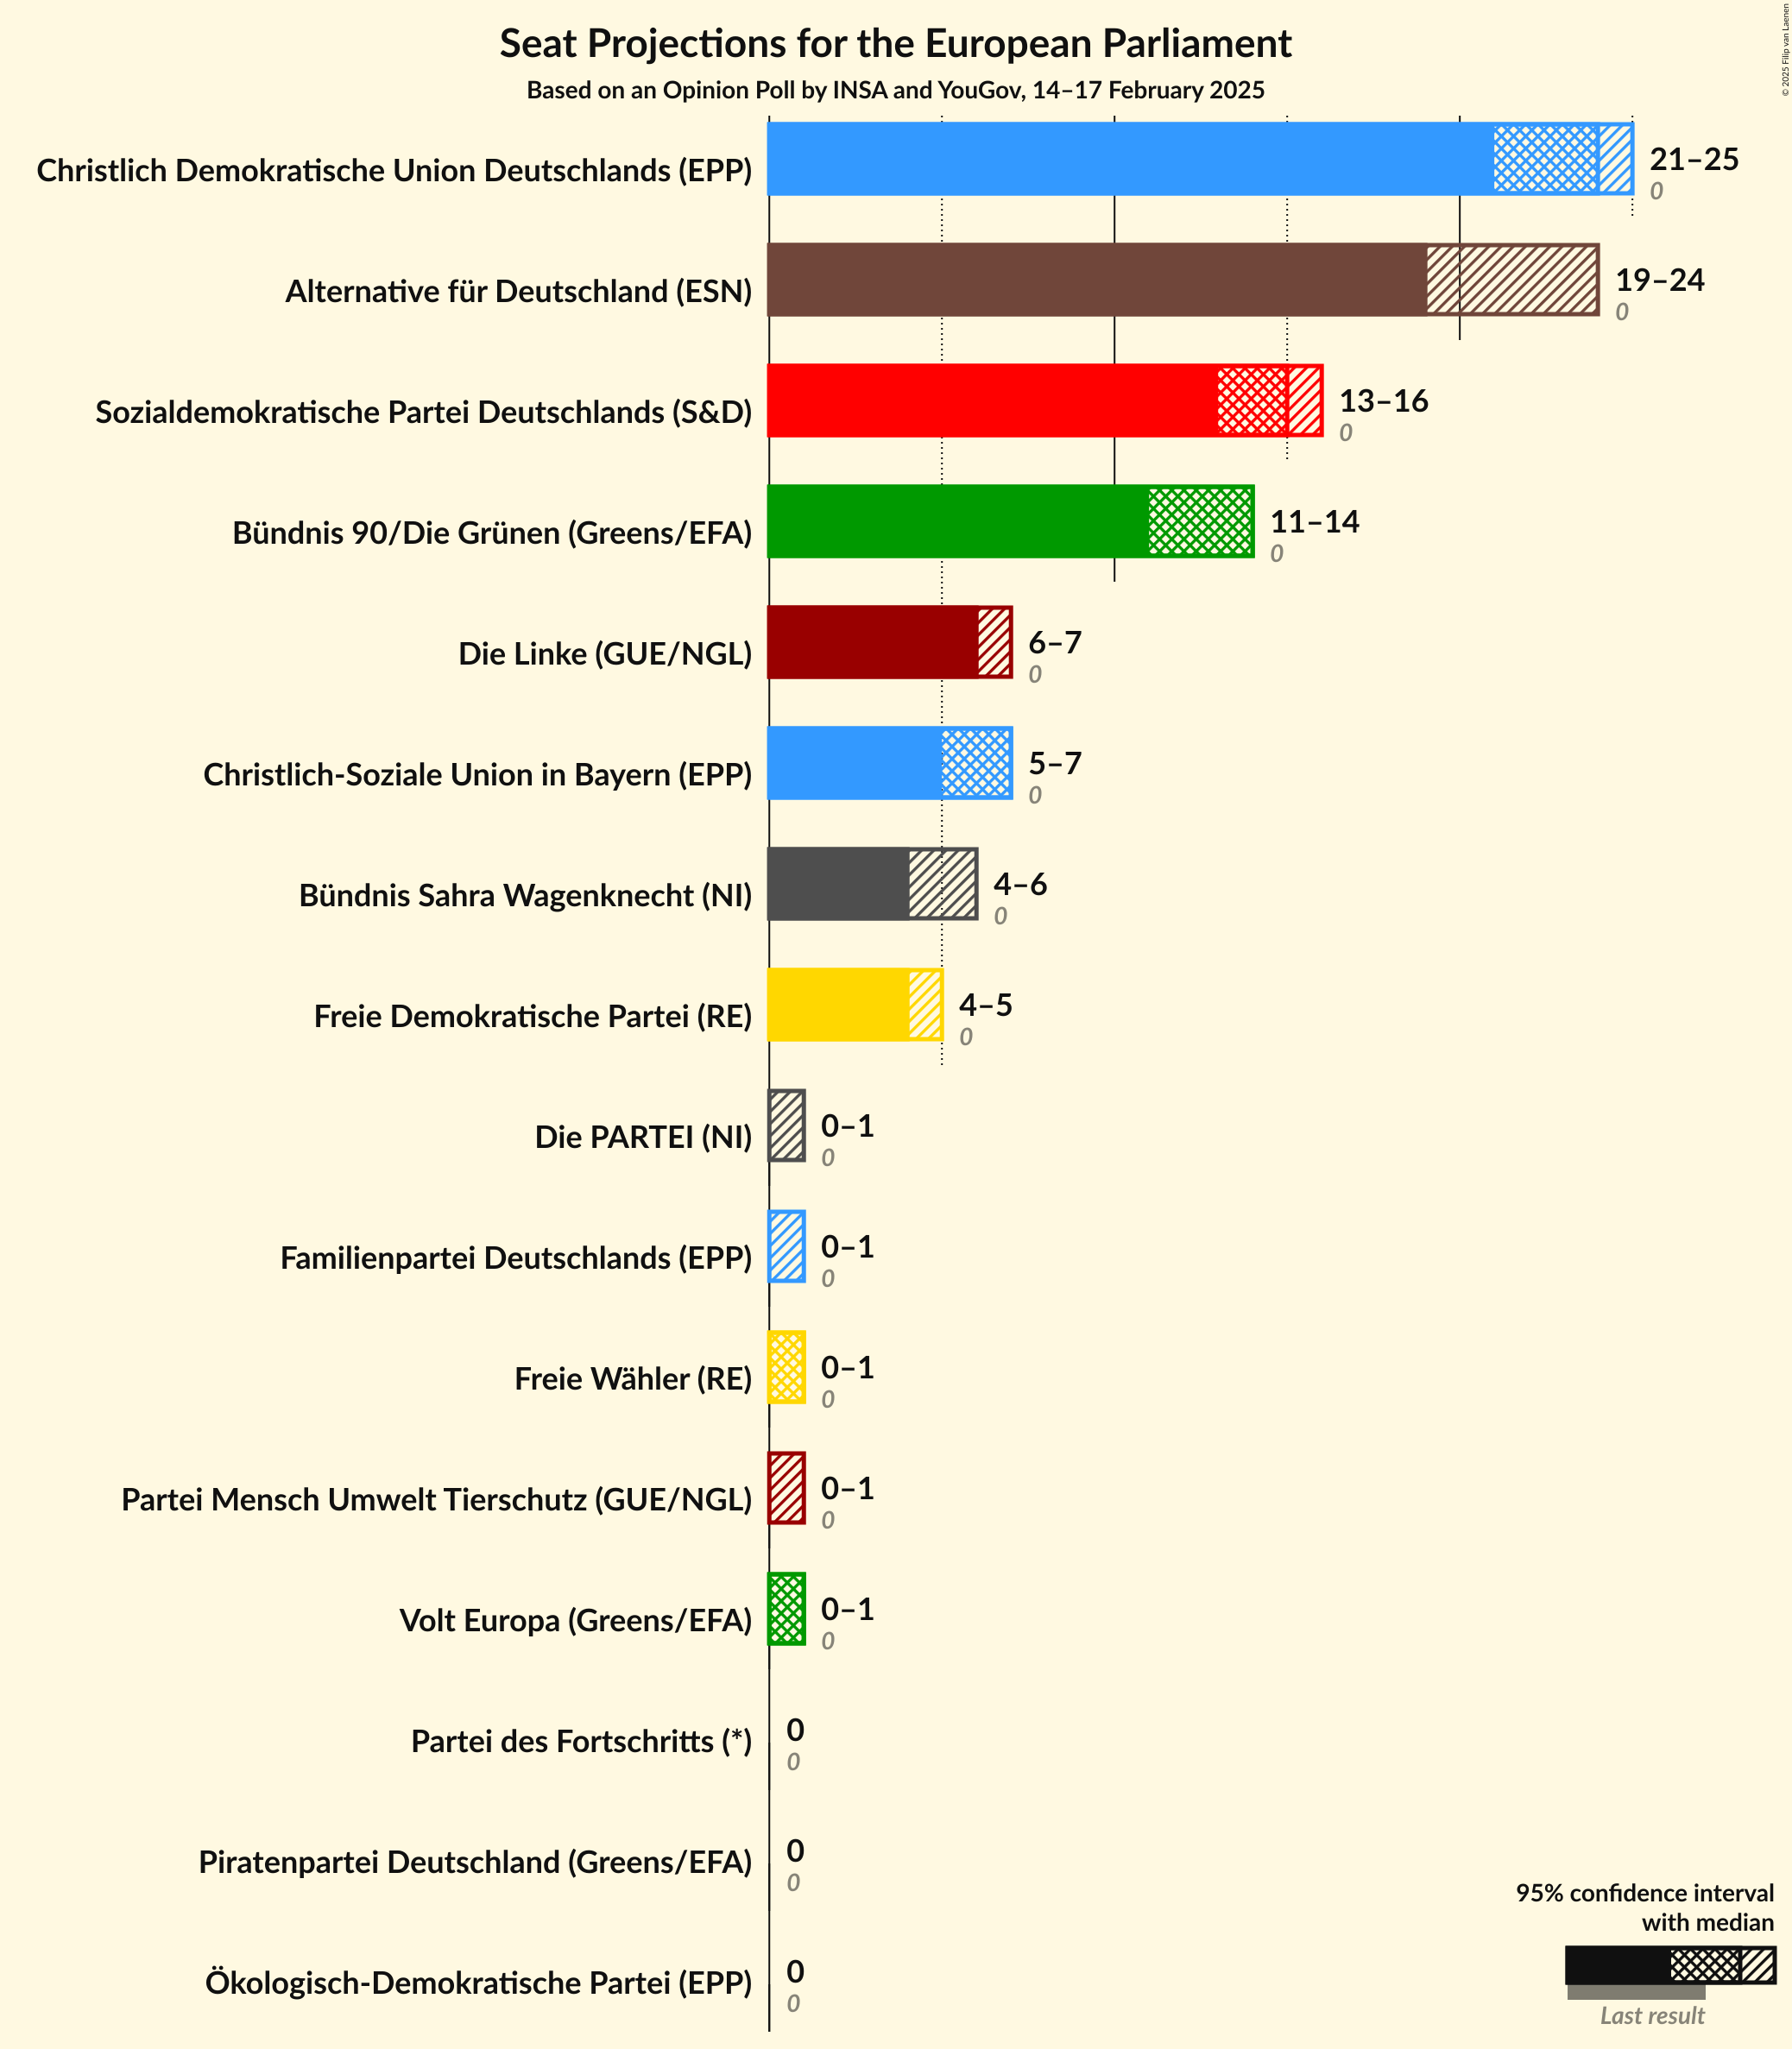 Seat Projections for the European Parliament
Based on an Opinion Poll by INSA and YouGov, 14–17 February 2025
© 2025 Filip van Laenen
Christlich Demokratische Union Deutschlands (EPP)
21–25
0
Alternative für Deutschland (ESN)
19–24
0
Sozialdemokratische Partei Deutschlands (S&D)
13–16
0
Bündnis 90/Die Grünen (Greens/EFA)
11–14
0
Die Linke (GUE/NGL)
6–7
0
Christlich-Soziale Union in Bayern (EPP)
5–7
0
Bündnis Sahra Wagenknecht (NI)
4–6
0
Freie Demokratische Partei (RE)
4–5
0
Die PARTEI (NI)
0–1
0
Familienpartei Deutschlands (EPP)
0–1
0
Freie Wähler (RE)
0–1
0
Partei Mensch Umwelt Tierschutz (GUE/NGL)
0–1
0
Volt Europa (Greens/EFA)
0–1
0
Partei des Fortschritts (*)
0
0
Piratenpartei Deutschland (Greens/EFA)
0
0
Ökologisch-Demokratische Partei (EPP)
0
0
95% confidence interval
with median
Last result